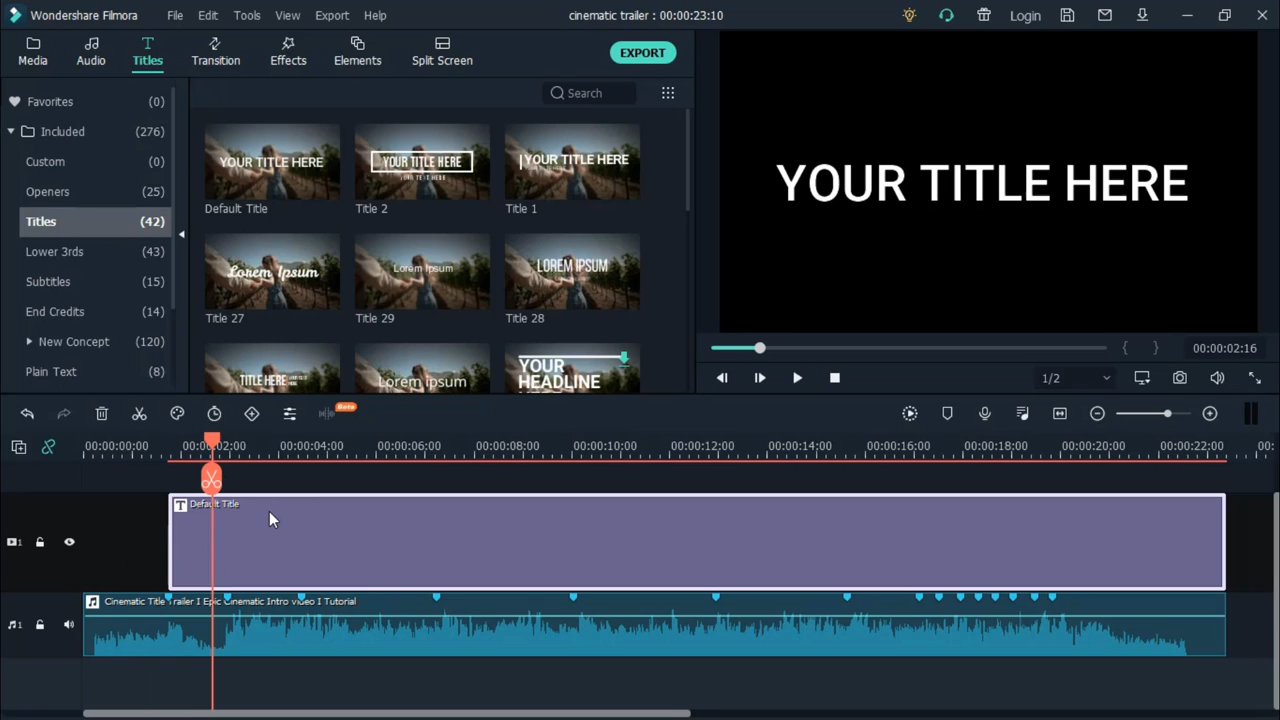 Wondershare Filmora File Edit Tools View Export Help cinematic trailer : 00:00:23:10 Login
Media Audio Titles Transition Effects Elements Split Screen EXPORT
Favorites (0)
Included (276)
Custom (0)
Openers (25)
Titles (42)
Lower 3rds (43)
Subtitles (15)
End Credits (14)
New Concept (120)
Plain Text (8)
Search
YOUR TITLE HERE
Default Title
YOUR TITLE HERE
Title 2
YOUR TITLE HERE
Title 1
Lorem Ipsum
Title 27
Lorem Ipsum
Title 29
LOREM IPSUM
Title 28
TITLE HERE
Lorem ipsum
YOUR
HEADLINE
YOUR TITLE HERE
{ } 00:00:02:16
1/2
Beta
00:00:00:00 00:00:02:00 00:00:04:00 00:00:06:00 00:00:08:00 00:00:10:00 00:00:12:00 00:00:14:00 00:00:16:00 00:00:18:00 00:00:20:00 00:00:22:00
T Default Title
1
Cinematic Title Trailer I Epic Cinematic Intro video I Tutorial
1